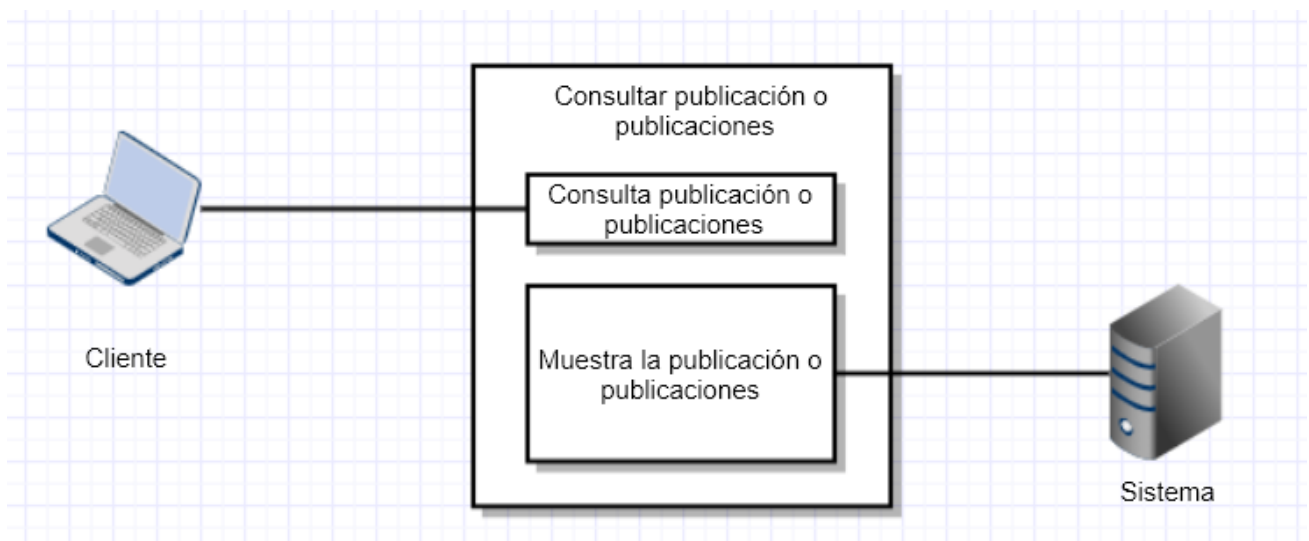 Consultar publicación o
publicaciones
Consulta publicación o
publicaciones
Cliente
Muestra la publicación o
publicaciones
Sistema